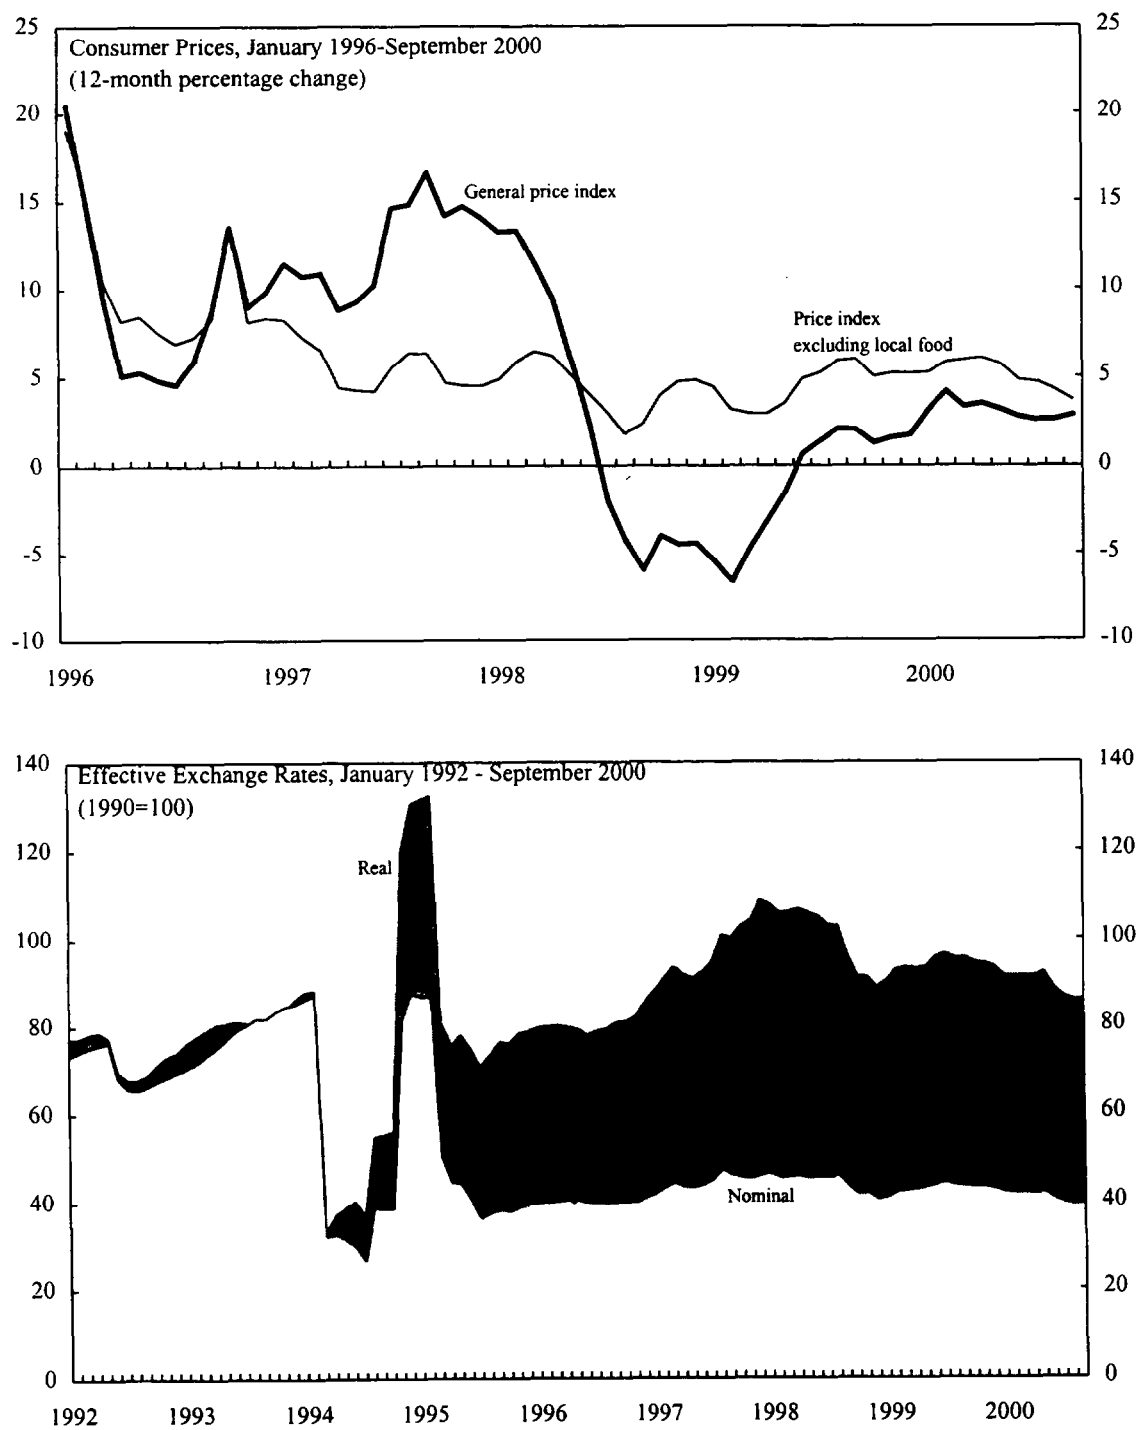 Consumer Prices, January 1996-September 2000
(12-month percentage change)
25 25
20 20
General price index
15 15
10 10
Price index
excluding local food
5 5
0 0
-5 -5
-10 -10
1996 1997 1998 1999 2000
140 140
Effective Exchange Rates, January 1992 - September 2000
(1990=100)
120 120
Real
100 100
80 80
60 60
40 40
Nominal
20 20
0 0
1992 1993 1994 1995 1996 1997 1998 1999 2000